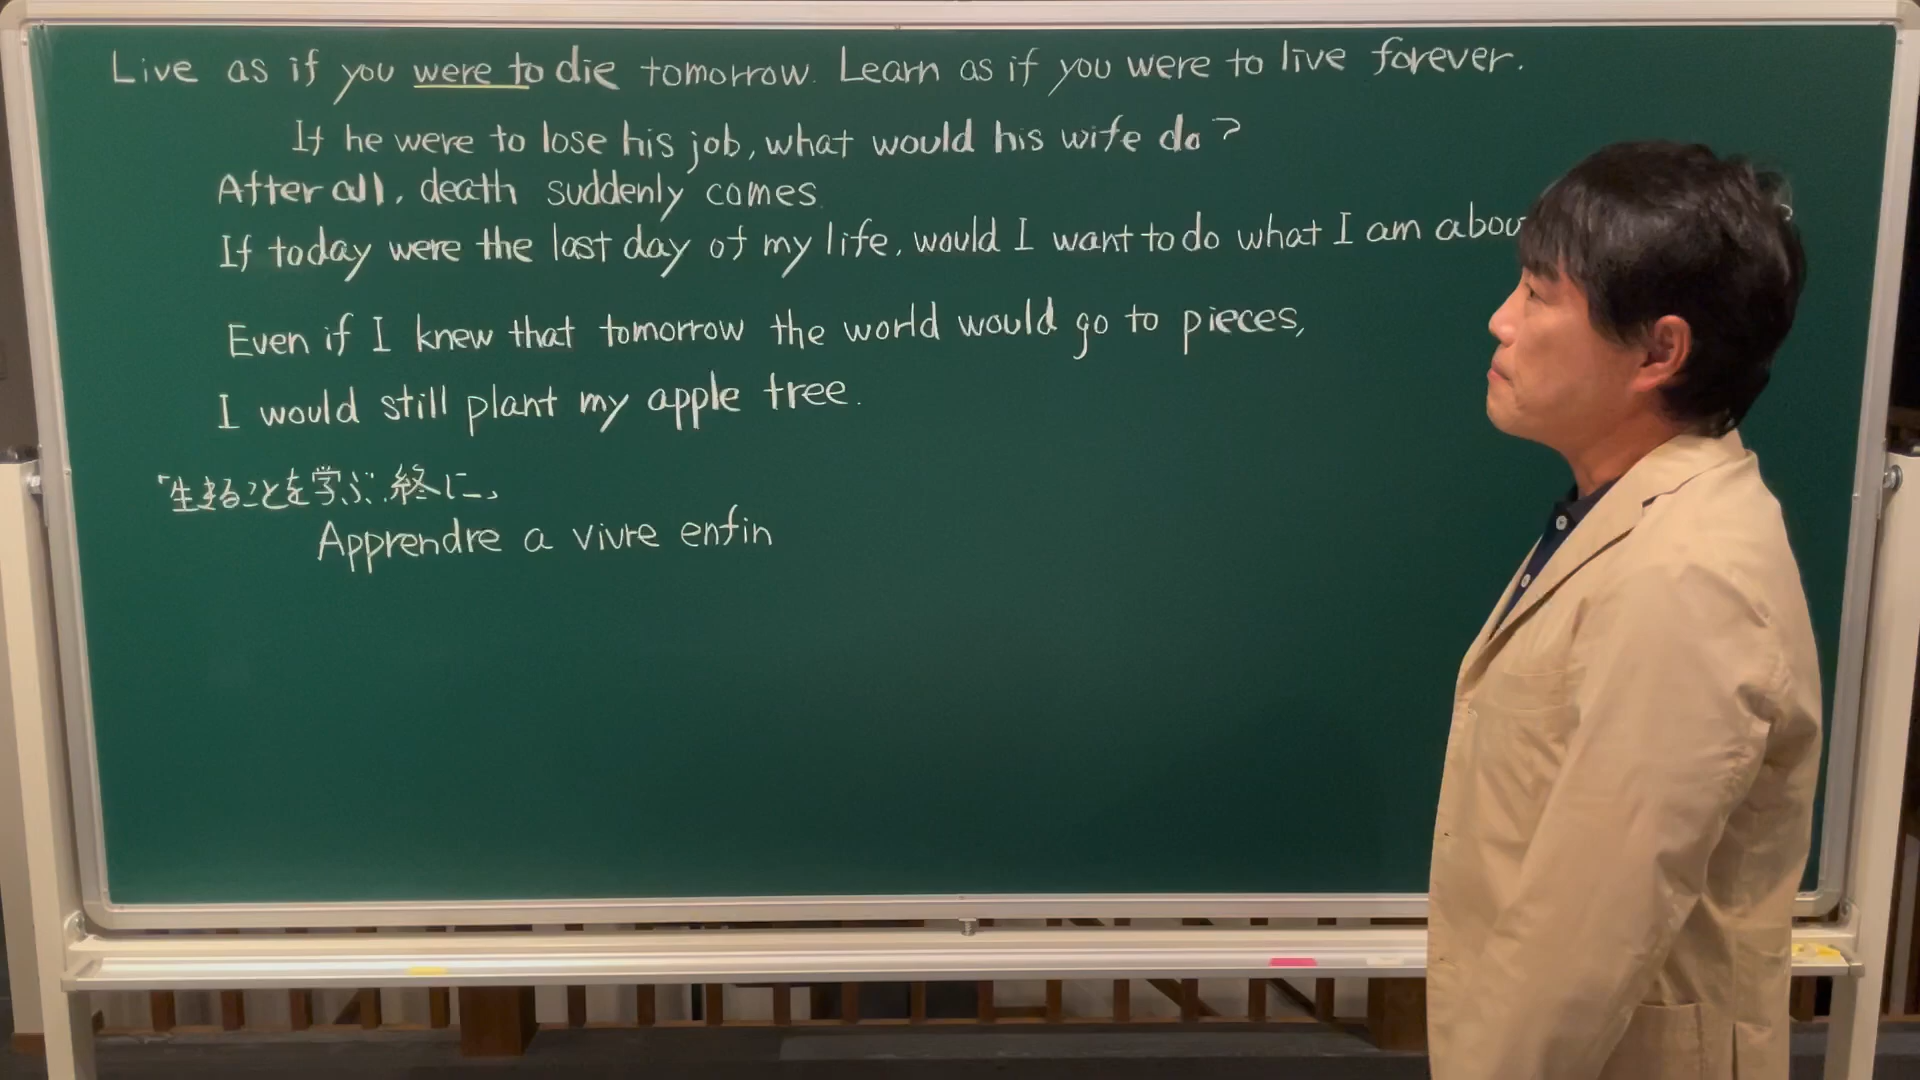 Live as if you were to die tomorrow. Learn as if you were to live forever.
If he were to lose his job, what would his wife do?
After all, death suddenly comes
If today were the last day of my life, would I want to do what I am
Even if I knew that tomorrow the world would go to pieces,
I would still plant my apple tree.
「生きることを学ぶ、終に」
Apprendre a vivre enfin